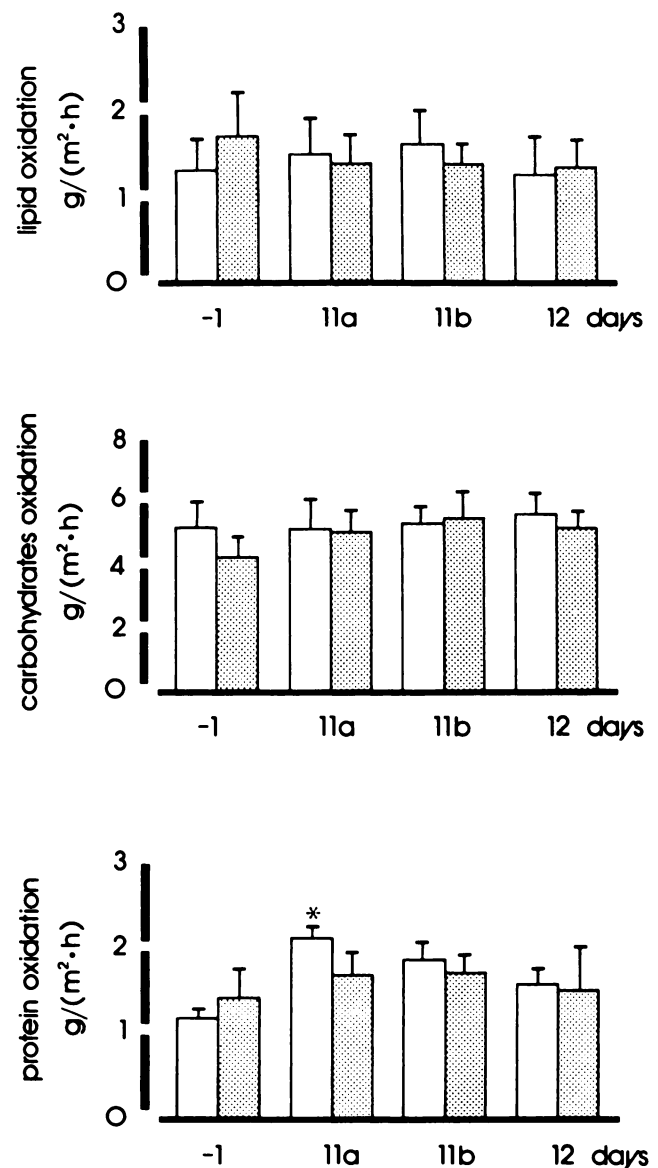 3
2
1
0
lipid oxidation
g/(m²·h)
-1 11a 11b 12 days
8
6
4
2
0
carbohydrates oxidation
g/(m²·h)
-1 11a 11b 12 days
3
2
1
0
protein oxidation
g/(m²·h)
*
-1 11a 11b 12 days